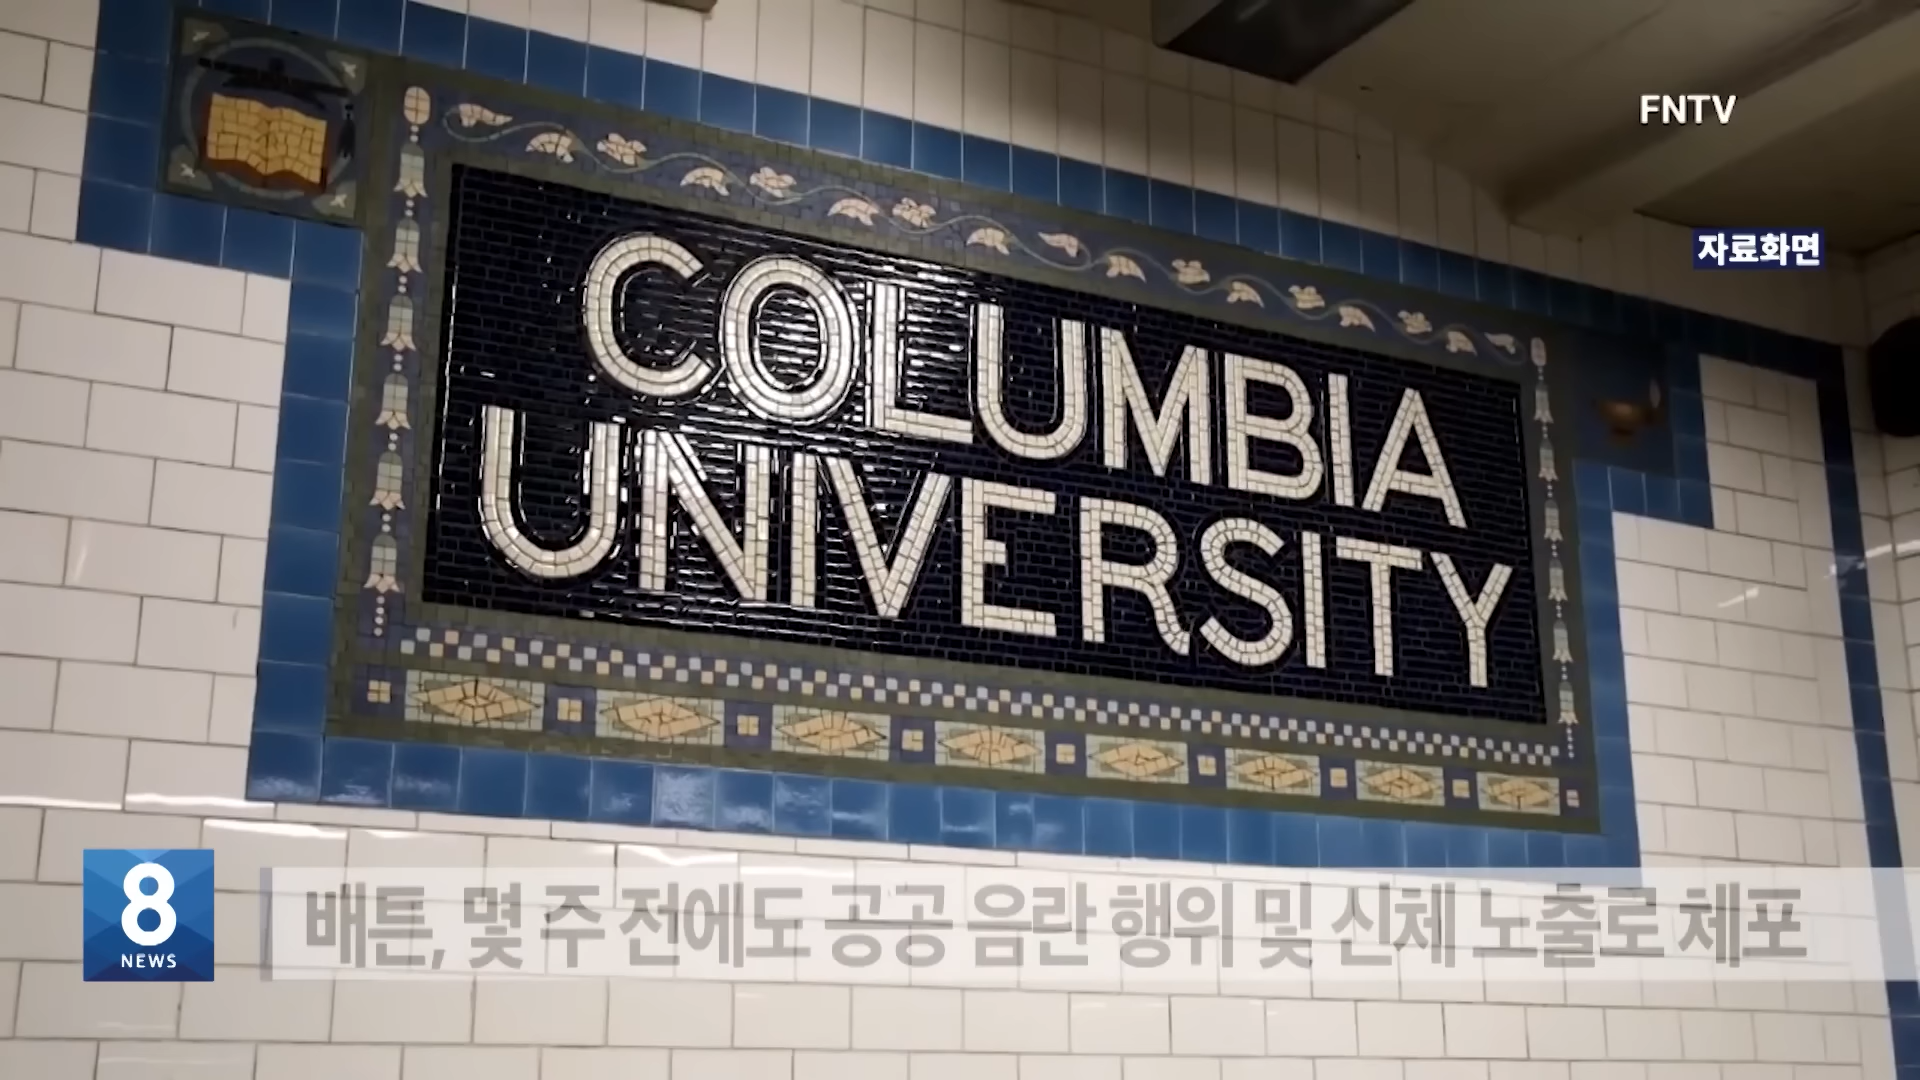 FNTV
자료화면
COLUMBIA
UNIVERSITY
8
NEWS
배튼, 몇 주 전에도 공공 음란 행위 및 신체 노출로 체포